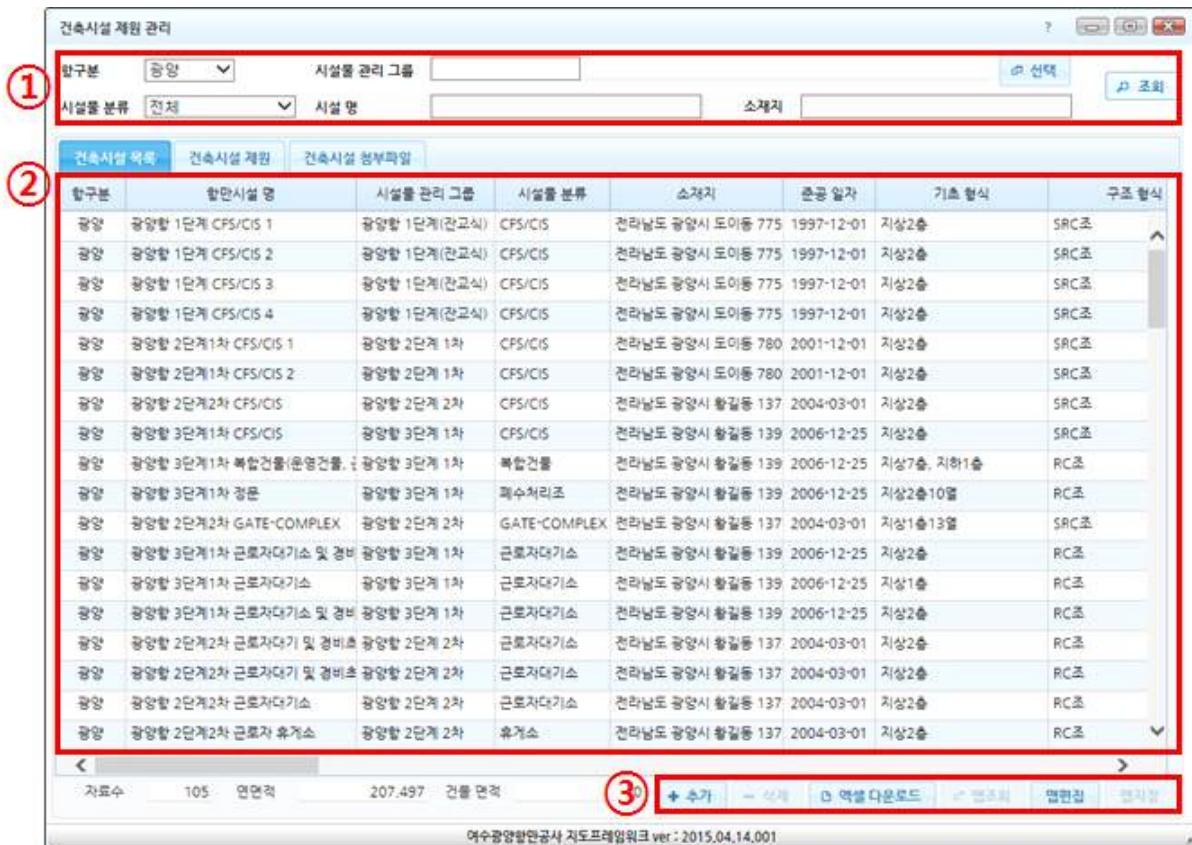 건축시설 제원 관리
?
①
항구분 광양 시설물 관리 그룹 선택
조회
시설물 분류 전체 시설 명 소재지
건축시설 목록 건축시설 제원 건축시설 첨부파일
②
항구분 항만시설 명 시설물 관리 그룹 시설물 분류 소재지 준공 일자 기초 형식 구조 형식
광양 광양항 1단계 CFS/CIS 1 광양항 1단계(잔교식) CFS/CIS 전라남도 광양시 도이동 775 1997-12-01 지상2층 SRC조
광양 광양항 1단계 CFS/CIS 2 광양항 1단계(잔교식) CFS/CIS 전라남도 광양시 도이동 775 1997-12-01 지상2층 SRC조
광양 광양항 1단계 CFS/CIS 3 광양항 1단계(잔교식) CFS/CIS 전라남도 광양시 도이동 775 1997-12-01 지상2층 SRC조
광양 광양항 1단계 CFS/CIS 4 광양항 1단계(잔교식) CFS/CIS 전라남도 광양시 도이동 775 1997-12-01 지상2층 SRC조
광양 광양항 2단계1차 CFS/CIS 1 광양항 2단계 1차 CFS/CIS 전라남도 광양시 도이동 780 2001-12-01 지상2층 SRC조
광양 광양항 2단계1차 CFS/CIS 2 광양항 2단계 1차 CFS/CIS 전라남도 광양시 도이동 780 2001-12-01 지상2층 SRC조
광양 광양항 2단계2차 CFS/CIS 광양항 2단계 2차 CFS/CIS 전라남도 광양시 황길동 137 2004-03-01 지상2층 SRC조
광양 광양항 3단계1차 CFS/CIS 광양항 3단계 1차 CFS/CIS 전라남도 광양시 황길동 139 2006-12-25 지상2층 SRC조
광양 광양항 3단계1차 복합건물(운영건물, 광양항 3단계 1차 복합건물 전라남도 광양시 황길동 139 2006-12-25 지상7층, 지하1층 RC조
광양 광양항 3단계1차 정문 광양항 3단계 1차 폐수처리조 전라남도 광양시 황길동 139 2006-12-25 지상2층10열 RC조
광양 광양항 2단계2차 GATE-COMPLEX 광양항 2단계 2차 GATE-COMPLEX 전라남도 광양시 황길동 137 2004-03-01 지상1층13열 SRC조
광양 광양항 3단계1차 근로자대기소 및 경비 광양항 3단계 1차 근로자대기소 전라남도 광양시 황길동 139 2006-12-25 지상2층 RC조
광양 광양항 3단계1차 근로자대기소 광양항 3단계 1차 근로자대기소 전라남도 광양시 황길동 139 2006-12-25 지상1층 RC조
광양 광양항 3단계1차 근로자대기소 및 경비 광양항 3단계 1차 근로자대기소 전라남도 광양시 황길동 139 2006-12-25 지상2층 RC조
광양 광양항 2단계2차 근로자대기 및 경비초 광양항 2단계 2차 근로자대기소 전라남도 광양시 황길동 137 2004-03-01 지상2층 RC조
광양 광양항 2단계2차 근로자대기 및 경비초 광양항 2단계 2차 근로자대기소 전라남도 광양시 황길동 137 2004-03-01 지상2층 RC조
광양 광양항 2단계2차 근로자대기소 광양항 2단계 2차 근로자대기소 전라남도 광양시 황길동 137 2004-03-01 지상2층 RC조
광양 광양항 2단계2차 근로자 휴게소 광양항 2단계 2차 휴게소 전라남도 광양시 황길동 137 2004-03-01 지상2층 RC조
자료수 105 연면적 207,497 건물 면적 0 ③ + 추가 - 삭제 엑셀 다운로드 맵조회 맵편집 맵저장
여수광양항만공사 지도프레임워크 ver : 2015.04.14.001